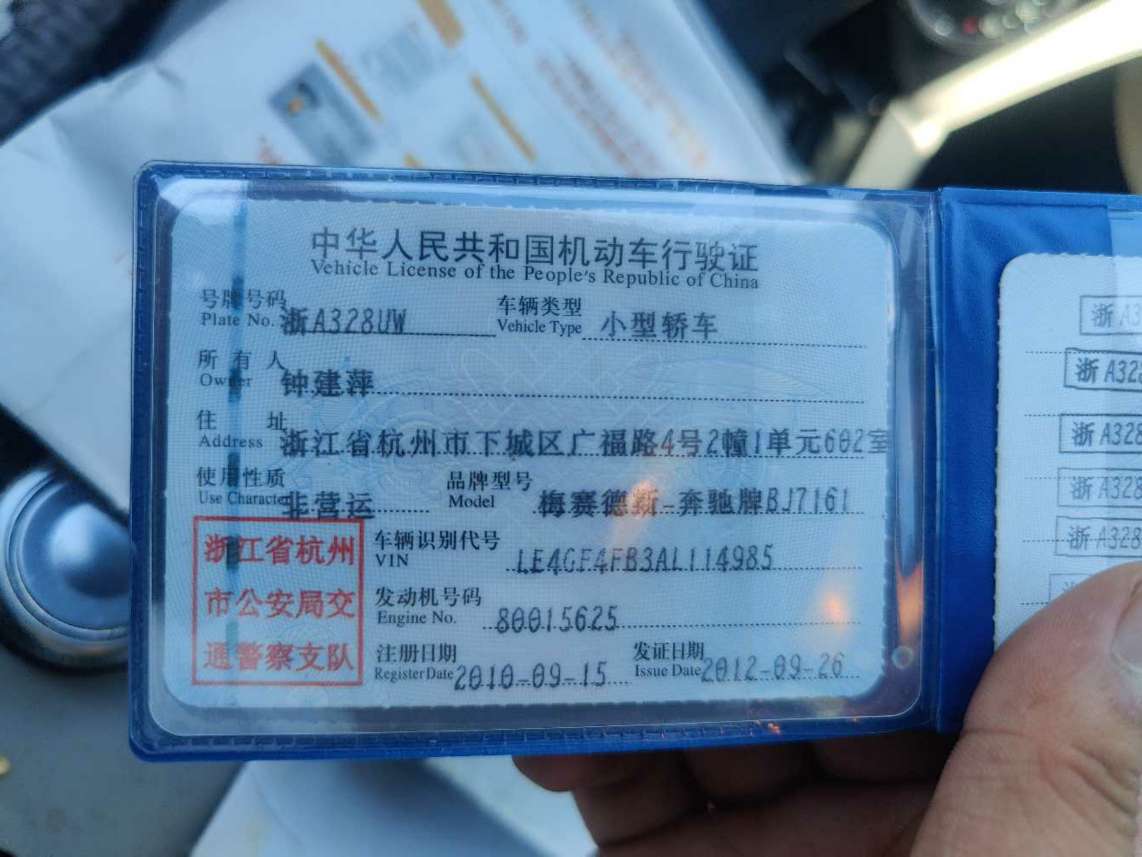 中华人民共和国机动车行驶证
Vehicle License of the People's Republic of China
号牌号码 浙A328UW 车辆类型 小型轿车
Plate No. Vehicle Type
所有人 钟建萍
Owner
住址 浙江省杭州市下城区广福路4号2幢1单元602室
Address
使用性质 非营运 品牌型号 梅赛德斯-奔驰牌BJ7161
Use Character Model
浙江省杭州
市公安局交
通警察支队
车辆识别代号 LE4GF4FB3AL114985
VIN
发动机号码 80015625
Engine No.
注册日期 2010-09-15 发证日期 2012-09-26
Register Date Issue Date
浙A3
浙A32
浙A328
浙A328
浙A328